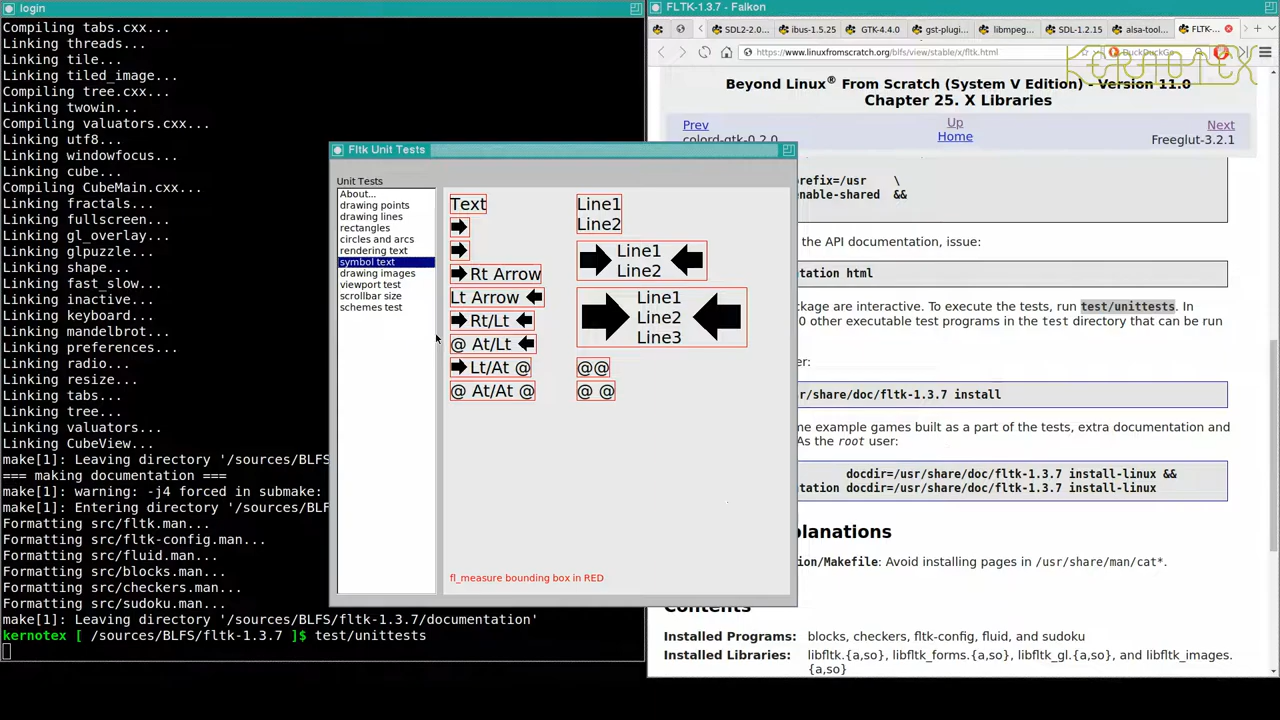 login
Compiling tabs.cxx...
Linking threads...
Linking tile...
Linking tiled_image...
Compiling tree.cxx...
Linking twowin...
Compiling valuators.cxx...
Linking utf8...
Linking windowfocus...
Linking cube...
Compiling CubeMain.cxx...
Linking fractals...
Linking fullscreen...
Linking gl_overlay...
Linking glpuzzle...
Linking shape...
Linking fast_slow...
Linking inactive...
Linking keyboard...
Linking mandelbrot...
Linking preferences...
Linking radio...
Linking resize...
Linking tabs...
Linking tree...
Linking valuators...
Linking CubeView...
make[1]: Leaving directory '/sources/BLFS
=== making documentation ===
make[1]: warning: -j4 forced in submake:
make[1]: Entering directory '/sources/BLFS
Formatting src/fltk.man...
Formatting src/fltk-config.man...
Formatting src/fluid.man...
Formatting src/blocks.man...
Formatting src/checkers.man...
Formatting src/sudoku.man...
make[1]: Leaving directory '/sources/BLFS/fltk-1.3.7/documentation'
kernotex [ /sources/BLFS/fltk-1.3.7 ]$ test/unittests
Fltk Unit Tests
Unit Tests
About...
drawing points
drawing lines
rectangles
circles and arcs
rendering text
symbol text
drawing images
viewport test
scrollbar size
schemes test
Text
Rt Arrow
Lt Arrow
Rt/Lt
@ At/Lt
Lt/At @
@ At/At @
Line1
Line2
Line1
Line2
Line1
Line2
Line3
@@
@ @
fl_measure bounding box in RED
FLTK-1.3.7 - Falkon
SDL2-2.0... ibus-1.5.25 GTK-4.4.0 gst-plugi... libmpeg... SDL-1.2.15 alsa-tool... FLTK-...
https://www.linuxfromscratch.org/blfs/view/stable/x/fltk.html DuckDuckGo
KERNOTEX
Beyond Linux® From Scratch (System V Edition) - Version 11.0
Chapter 25. X Libraries
Prev Up Next
colord-gtk-0.2.0 Home Freeglut-3.2.1
prefix=/usr \
enable-shared &&
the API documentation, issue:
tation html
ckage are interactive. To execute the tests, run test/unittests. In
0 other executable test programs in the test directory that can be run
er:
r/share/doc/fltk-1.3.7 install
me example games built as a part of the tests, extra documentation and
As the root user:
docdir=/usr/share/doc/fltk-1.3.7 install-linux &&
tation docdir=/usr/share/doc/fltk-1.3.7 install-linux
planations
ion/Makefile: Avoid installing pages in /usr/share/man/cat*.
Contents
Installed Programs: blocks, checkers, fltk-config, fluid, and sudoku
Installed Libraries: libfltk.{a,so}, libfltk_forms.{a,so}, libfltk_gl.{a,so}, and libfltk_images.
{a,so}